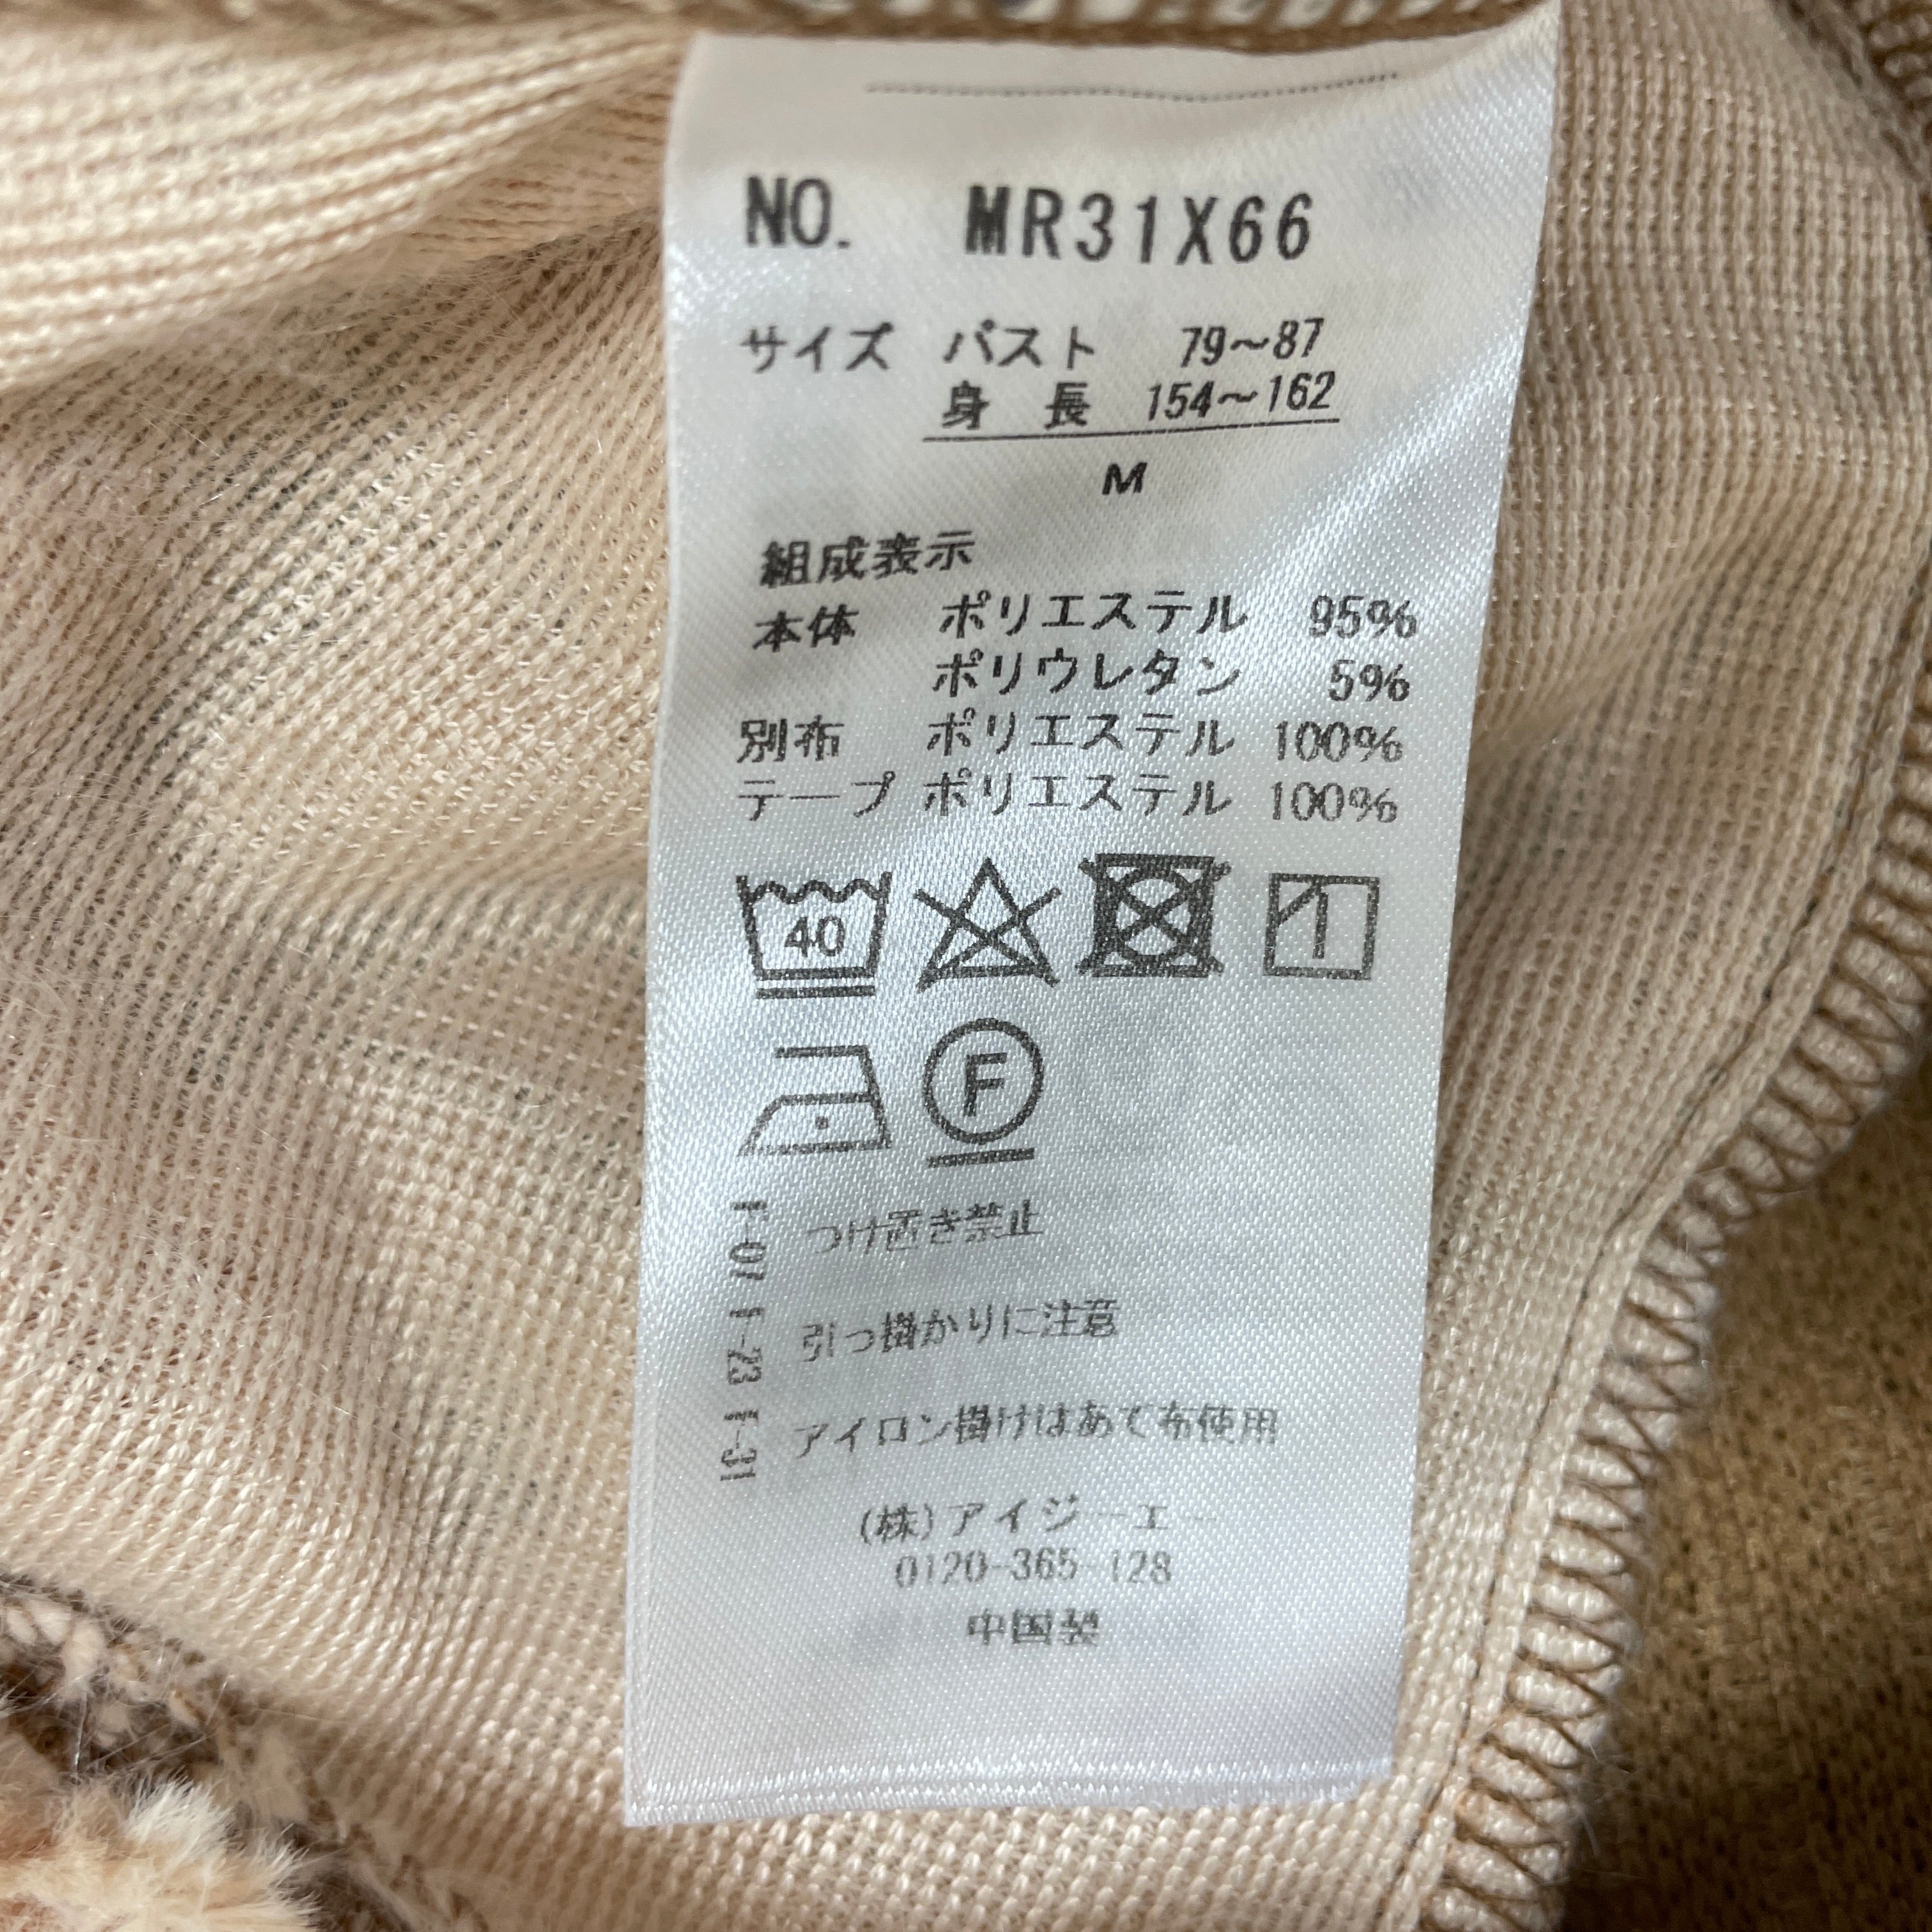 NO. MR31X66
サイズ バスト 79～87
身 長 154～162
M
組成表示
本体 ポリエステル 95%
ポリウレタン 5%
別布 ポリエステル 100%
テープ ポリエステル 100%
40
F
つけ置き禁止
引っ掛かりに注意
アイロン掛けはあて布使用
(株)アイジーエー
0120-365-128
中国製